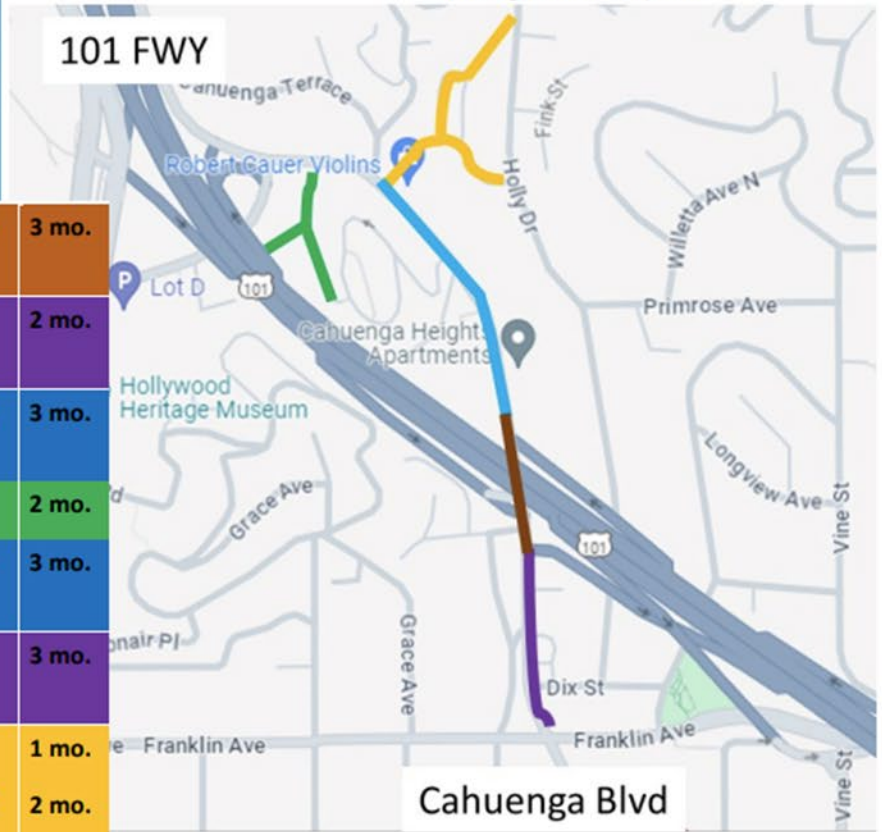 101 FWY
Cahuenga Terrace
Fink St
Robert Cauer Violins
Holly Dr
Willetta Ave N
3 mo.
P
Lot D
101
Primrose Ave
2 mo.
Cahuenga Heights
Apartments
Hollywood
Heritage Museum
3 mo.
Longview Ave
Vine St
Grace Ave
2 mo.
101
3 mo.
Grace Ave
3 mo.
Dix St
Franklin Ave
Franklin Ave
1 mo.
Vine St
2 mo.
Cahuenga Blvd